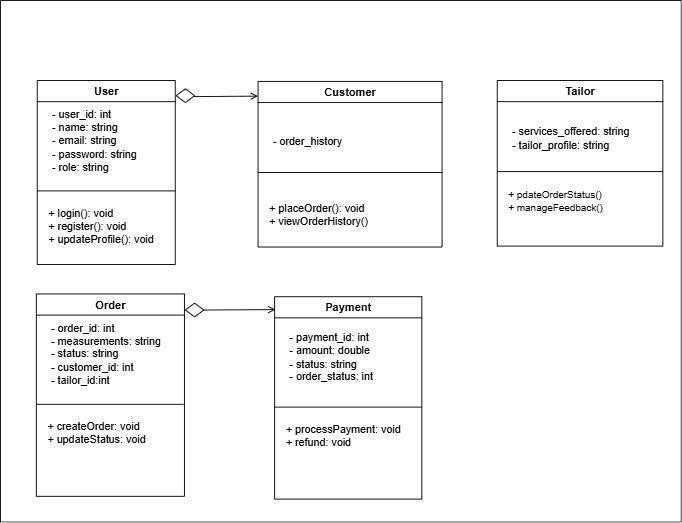 User
- user_id: int
- name: string
- email: string
- password: string
- role: string
+ login(): void
+ register(): void
+ updateProfile(): void
Customer
- order_history
+ placeOrder(): void
+ viewOrderHistory()
Tailor
- services_offered: string
- tailor_profile: string
+ pdateOrderStatus()
+ manageFeedback()
Order
- order_id: int
- measurements: string
- status: string
- customer_id: int
- tailor_id:int
+ createOrder: void
+ updateStatus: void
Payment
- payment_id: int
- amount: double
- status: string
- order_status: int
+ processPayment: void
+ refund: void